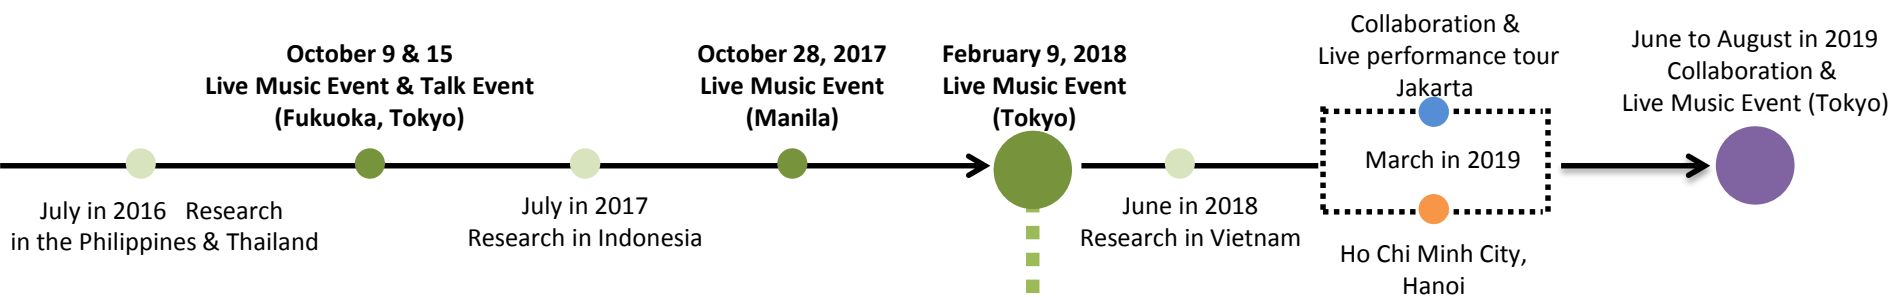 October 9 & 15
Live Music Event & Talk Event
(Fukuoka, Tokyo)
October 28, 2017
Live Music Event
(Manila)
February 9, 2018
Live Music Event
(Tokyo)
Collaboration &
Live performance tour
Jakarta
June to August in 2019
Collaboration &
Live Music Event (Tokyo)
March in 2019
July in 2016 Research
in the Philippines & Thailand
July in 2017
Research in Indonesia
June in 2018
Research in Vietnam
Ho Chi Minh City,
Hanoi